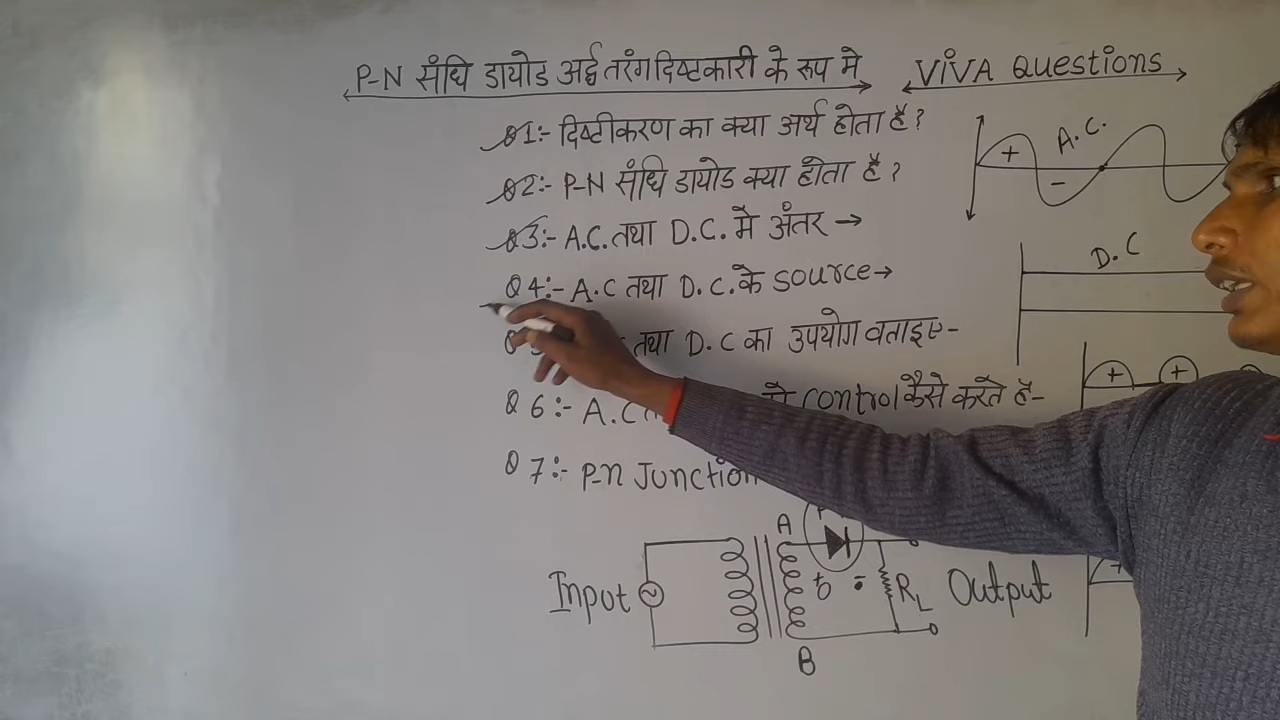 P-N संधि डायोड अर्द्ध तरंग दिष्टकारी के रूप मे
VIVA Questions
Q1:- दिष्टीकरण का क्या अर्थ होता है?
Q2:- P-N संधि डायोड क्या होता है?
Q3:- A.C. तथा D.C. मे अंतर →
Q4:- A.C तथा D.C. के source →
तथा D.C का उपयोग वताइए-
Q6:- A.C control कैसे करते है-
Q7:- P-n Junction
A.C.
+
-
D.C
+ +
+
Input
A
B
RL
Output